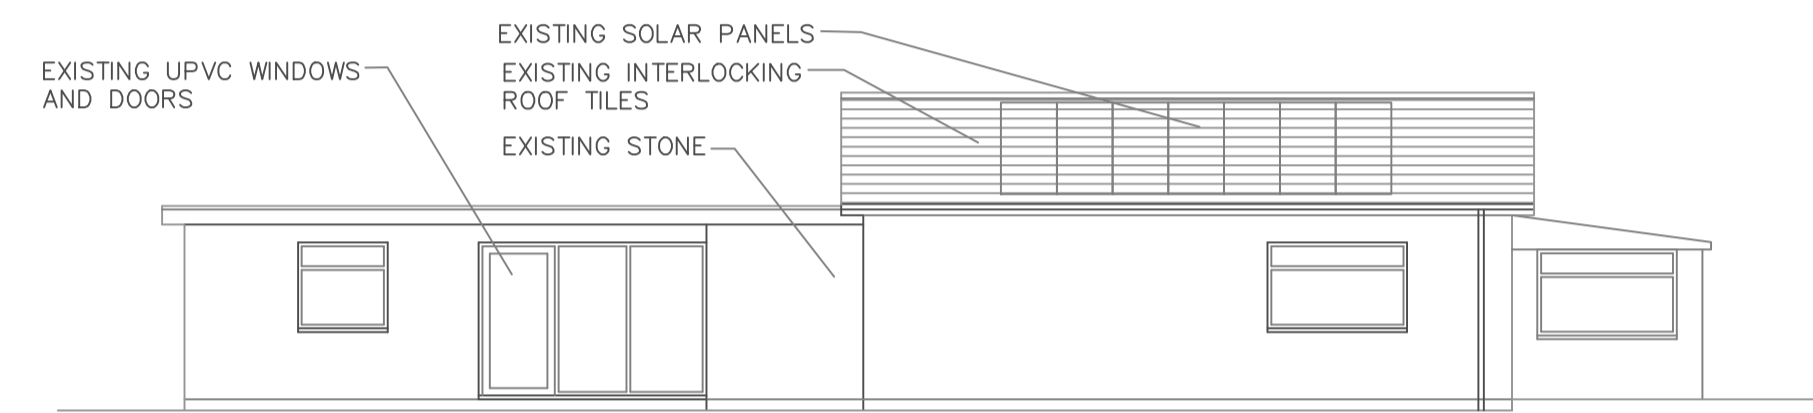 EXISTING SOLAR PANELS
EXISTING UPVC WINDOWS
AND DOORS
EXISTING INTERLOCKING
ROOF TILES
EXISTING STONE